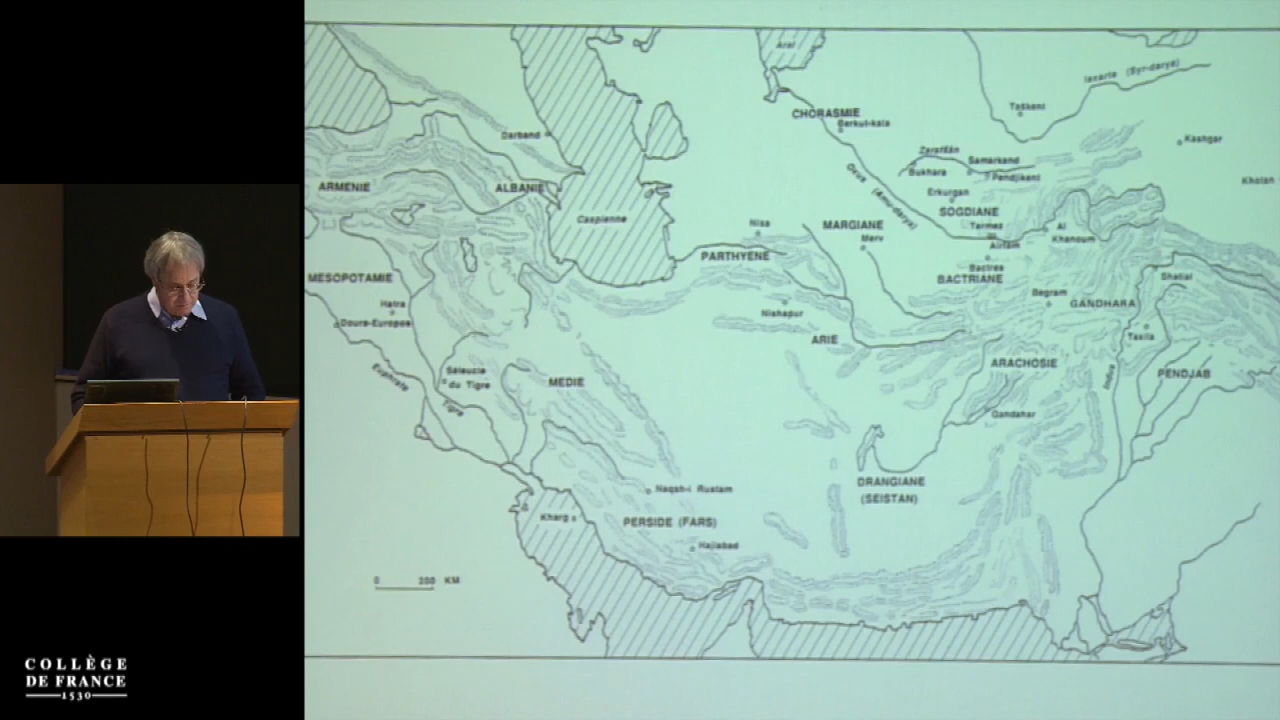 Aral
Iaxarte (Syr-darya)
Taškent
CHORASMIE
Berkut-kala
Darband
Kashgar
Zarafšân
Samarkand
Bukhara
Pendjikent
Khotan
ARMENIE
ALBANIE
Erkurgan
Oxus (Amu-darya)
SOGDIANE
Caspienne
Nisa
MARGIANE
Termez
Al
Khanoum
Merv
Airtam
PARTHYENE
Bactres
BACTRIANE
MESOPOTAMIE
Shatial
Begram
GANDHARA
Hatra
Nishapur
Doura-Europos
ARIE
Taxila
ARACHOSIE
Euphrate
Séleucie
du Tigre
MEDIE
Indus
PENDJAB
Tigre
Qandahar
DRANGIANE
(SEISTAN)
Naqsh-i Rustam
Kharg
PERSIDE (FARS)
Hajiabad
0 200 KM
COLLÈGE
DE FRANCE
1530